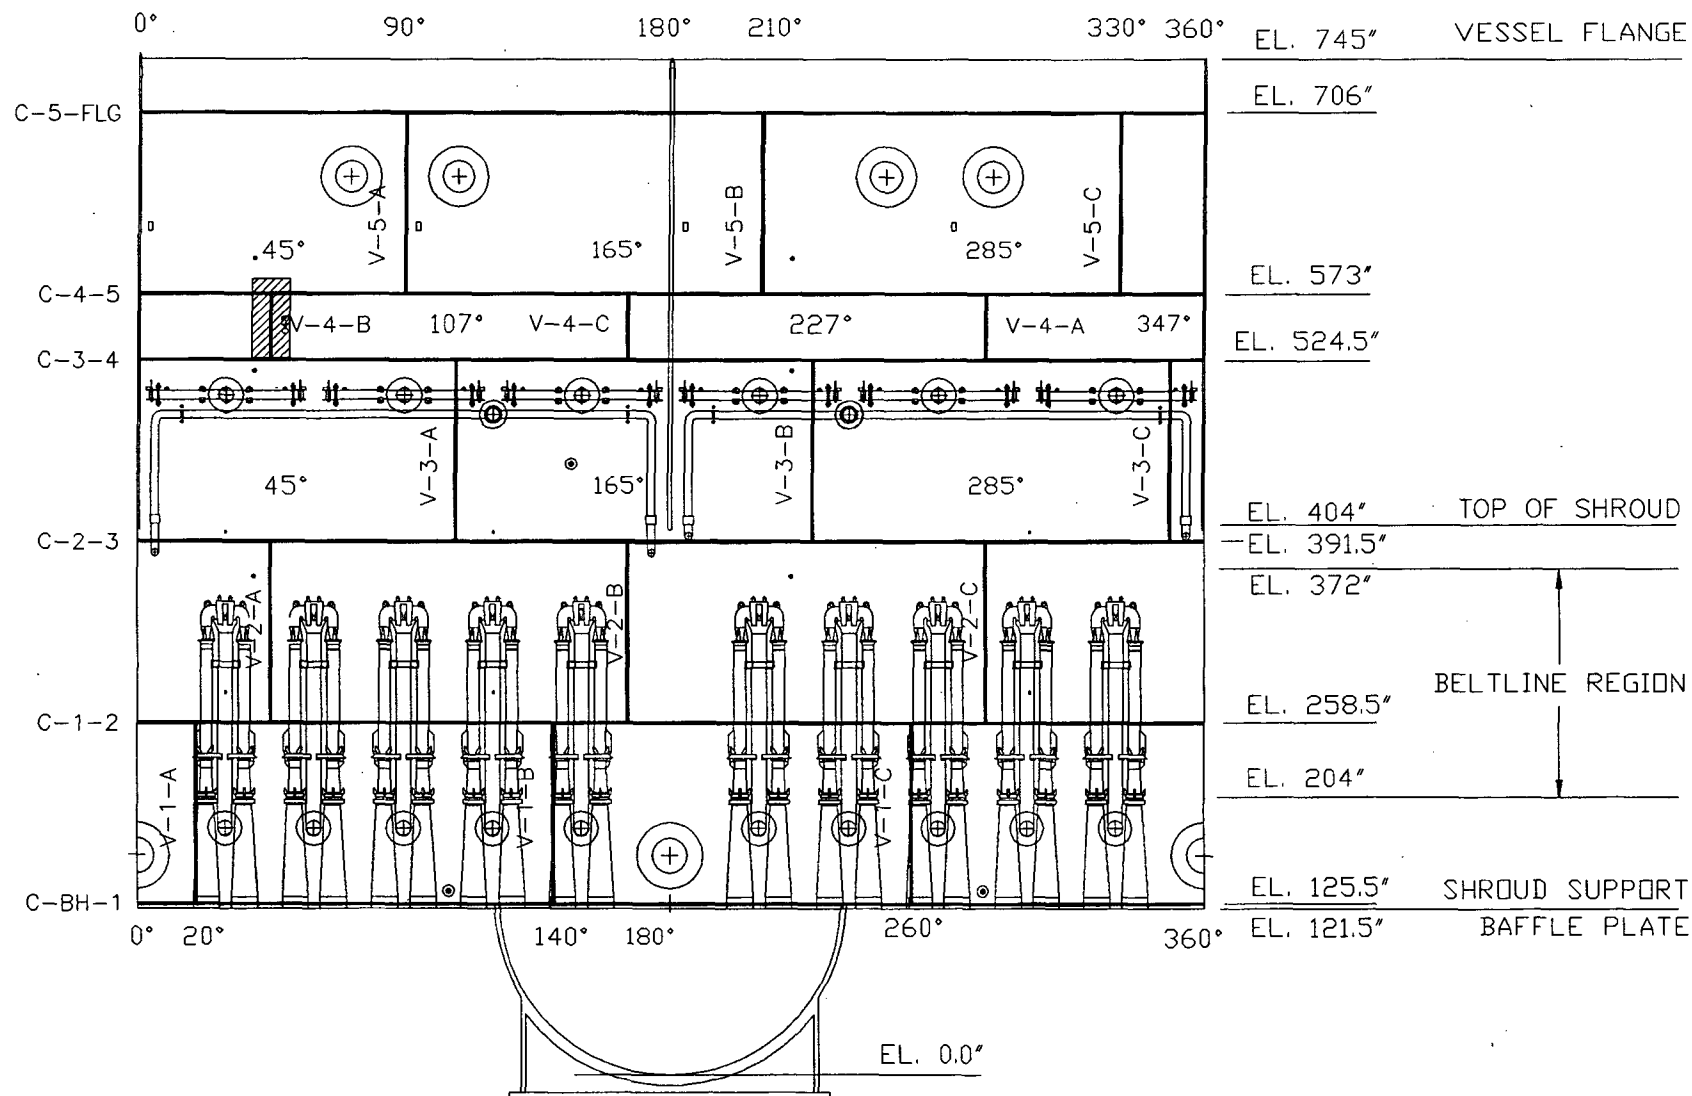 0° 90° 180° 210° 330° 360°
EL. 745" VESSEL FLANGE
EL. 706"
C-5-FLG
V-5-A V-5-B V-5-C
45° 165° 285°
EL. 573"
C-4-5
V-4-B 107° V-4-C 227° V-4-A 347°
EL. 524.5"
C-3-4
V-3-A V-3-B V-3-C
45° 165° 285°
EL. 404" TOP OF SHROUD
C-2-3
EL. 391.5"
EL. 372"
V-2-A V-2-B V-2-C
BELTLINE REGION
C-1-2
EL. 258.5"
EL. 204"
V-1-A V-1-B V-1-C
EL. 125.5" SHROUD SUPPORT
C-BH-1
EL. 121.5" BAFFLE PLATE
0° 20° 140° 180° 260° 360°
EL. 0.0"